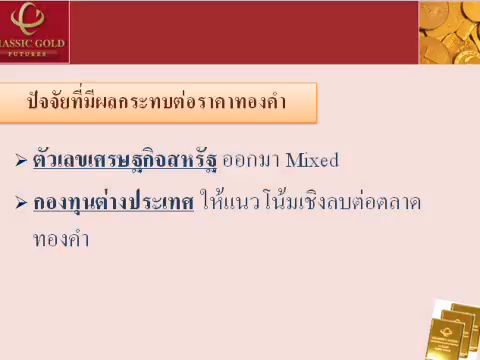 CLASSIC GOLD
FUTURES
ปัจจัยที่มีผลกระทบต่อราคาทองคำ
ตัวเลขเศรษฐกิจสหรัฐ ออกมา Mixed
กองทุนต่างประเทศ ให้แนวโน้มเชิงลบต่อตลาด
ทองคำ